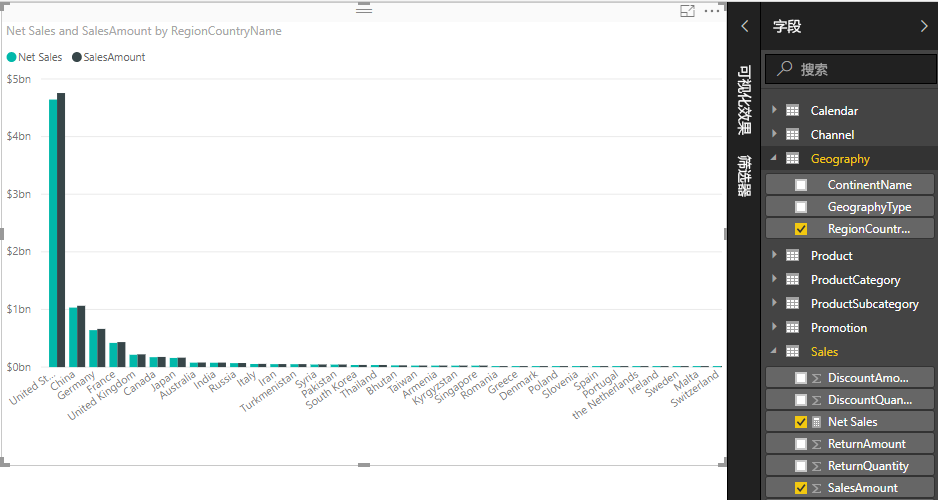 Net Sales and SalesAmount by RegionCountryName
Net Sales SalesAmount
$5bn
$4bn
$3bn
$2bn
$1bn
$0bn
United St...
China
Germany
France
United Kingdom
Canada
Japan
Australia
India
Russia
Italy
Iran
Turkmenistan
Syria
Pakistan
South Korea
Thailand
Bhutan
Taiwan
Armenia
Kyrgyzstan
Singapore
Romania
Greece
Denmark
Poland
Slovenia
Spain
Portugal
the Netherlands
Ireland
Sweden
Malta
Switzerland
可视化效果
筛选器
字段
搜索
Calendar
Channel
Geography
ContinentName
GeographyType
RegionCountr...
Product
ProductCategory
ProductSubcategory
Promotion
Sales
DiscountAmo...
DiscountQuan...
Net Sales
ReturnAmount
ReturnQuantity
SalesAmount